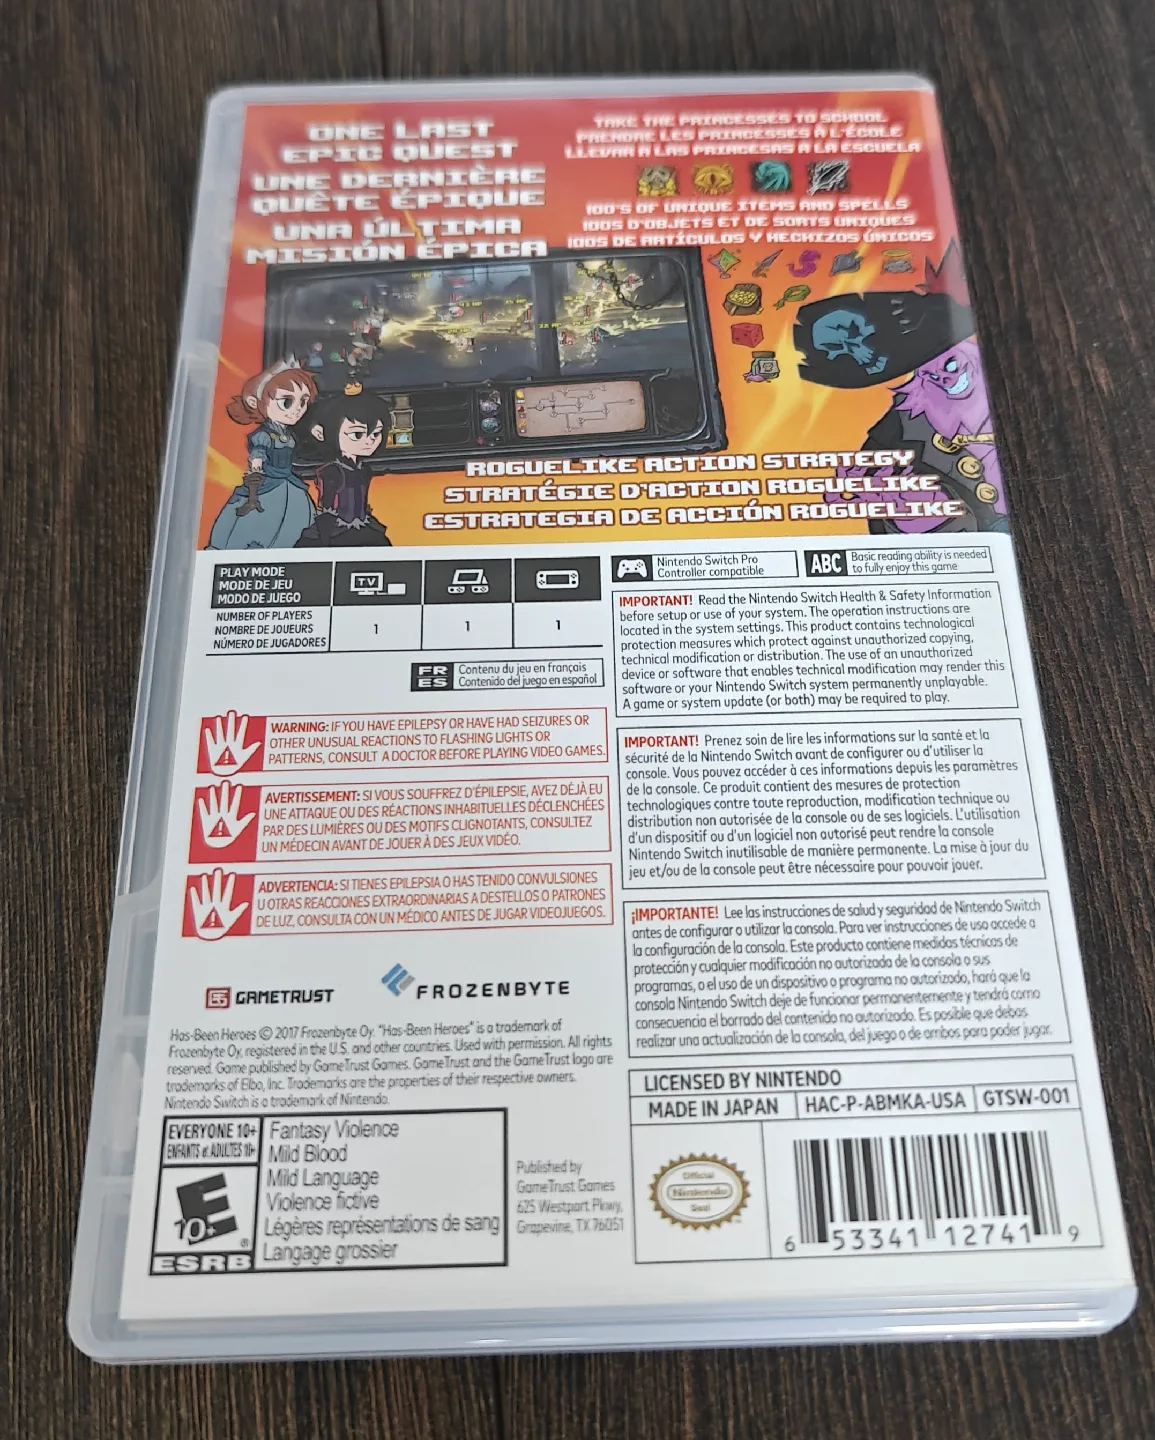 ONE LAST
EPIC QUEST
UNE DERNIÈRE
QUÊTE ÉPIQUE
UNA ÚLTIMA
MISIÓN ÉPICA
TAKE THE PRINCESSES TO SCHOOL
PRENDRE LES PRINCESSES À L'ÉCOLE
LLEVAR A LAS PRINCESAS A LA ESCUELA
100'S OF UNIQUE ITEMS AND SPELLS
100S D'OBJETS ET DE SORTS UNIQUES
100S DE ARTÍCULOS Y HECHIZOS ÚNICOS
ROGUELIKE ACTION STRATEGY
STRATÉGIE D'ACTION ROGUELIKE
ESTRATEGIA DE ACCIÓN ROGUELIKE
PLAY MODE
MODE DE JEU
MODO DE JUEGO
TV
NUMBER OF PLAYERS
NOMBRE DE JOUEURS
NÚMERO DE JUGADORES
1 1 1
FR Contenu du jeu en français
ES Contenido del juego en español
Nintendo Switch Pro
Controller compatible
ABC
Basic reading ability is needed
to fully enjoy this game
IMPORTANT! Read the Nintendo Switch Health & Safety Information
before setup or use of your system. The operation instructions are
located in the system settings. This product contains technological
protection measures which protect against unauthorized copying,
technical modification or distribution. The use of an unauthorized
device or software that enables technical modification may render this
software or your Nintendo Switch system permanently unplayable.
A game or system update (or both) may be required to play.
WARNING: IF YOU HAVE EPILEPSY OR HAVE HAD SEIZURES OR
OTHER UNUSUAL REACTIONS TO FLASHING LIGHTS OR
PATTERNS, CONSULT A DOCTOR BEFORE PLAYING VIDEO GAMES.
AVERTISSEMENT: SI VOUS SOUFFREZ D'ÉPILEPSIE, AVEZ DÉJÀ EU
UNE ATTAQUE OU DES RÉACTIONS INHABITUELLES DÉCLENCHÉES
PAR DES LUMIÈRES OU DES MOTIFS CLIGNOTANTS, CONSULTEZ
UN MÉDECIN AVANT DE JOUER À DES JEUX VIDÉO.
ADVERTENCIA: SI TIENES EPILEPSIA O HAS TENIDO CONVULSIONES
U OTRAS REACCIONES EXTRAORDINARIAS A DESTELLOS O PATRONES
DE LUZ, CONSULTA CON UN MÉDICO ANTES DE JUGAR VIDEOJUEGOS.
IMPORTANT! Prenez soin de lire les informations sur la santé et la
sécurité de la Nintendo Switch avant de configurer ou d'utiliser la
console. Vous pouvez accéder à ces informations depuis les paramètres
de la console. Ce produit contient des mesures de protection
technologiques contre toute reproduction, modification technique ou
distribution non autorisée de la console ou de ses logiciels. L'utilisation
d'un dispositif ou d'un logiciel non autorisé peut rendre la console
Nintendo Switch inutilisable de manière permanente. La mise à jour du
jeu et/ou de la console peut être nécessaire pour pouvoir jouer.
¡IMPORTANTE! Lee las instrucciones de salud y seguridad de Nintendo Switch
antes de configurar o utilizar la consola. Para ver instrucciones de uso accede a
la configuración de la consola. Este producto contiene medidas técnicas de
protección y cualquier modificación no autorizada de la consola o sus
programas, o el uso de un dispositivo o programa no autorizado, hará que la
consola Nintendo Switch deje de funcionar permanentemente y tendrá como
consecuencia el borrado del contenido no autorizado. Es posible que debas
realizar una actualización de la consola, del juego o de ambos para poder jugar.
GAMETRUST
FROZENBYTE
Has-Been Heroes © 2017 Frozenbyte Oy. "Has-Been Heroes" is a trademark of
Frozenbyte Oy, registered in the U.S. and other countries. Used with permission. All rights
reserved. Game published by GameTrust Games. GameTrust and the GameTrust logo are
trademarks of Elbo, Inc. Trademarks are the properties of their respective owners.
Nintendo Switch is a trademark of Nintendo.
EVERYONE 10+
ENFANTS et ADULTES 10+
E
10+
®
ESRB
Fantasy Violence
Mild Blood
Mild Language
Violence fictive
Légères représentations de sang
Langage grossier
Published by
GameTrust Games
625 Westport Pkwy,
Grapevine, TX 76051
LICENSED BY NINTENDO
MADE IN JAPAN HAC-P-ABMKA-USA GTSW-001
Official
Nintendo
Seal
6 53341 12741 9